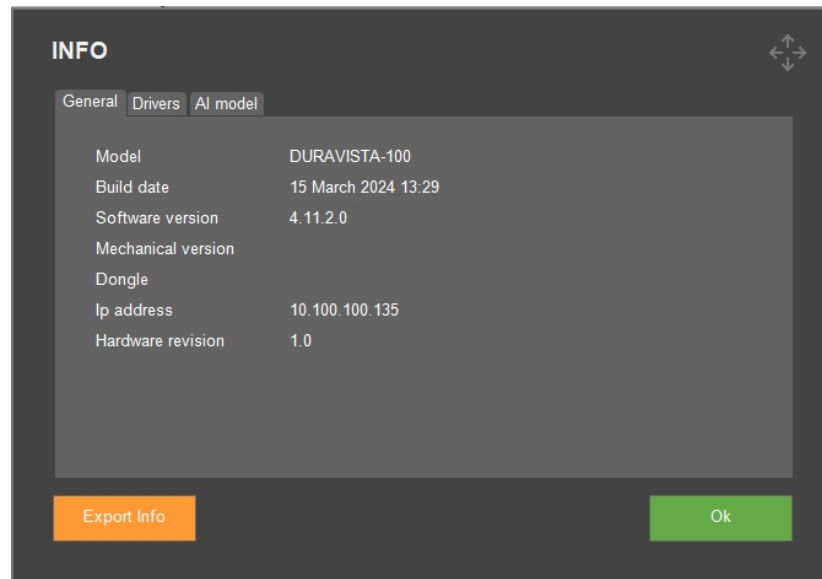 INFO
General Drivers AI model
Model DURAVISTA-100
Build date 15 March 2024 13:29
Software version 4.11.2.0
Mechanical version
Dongle
Ip address 10.100.100.135
Hardware revision 1.0
Export Info Ok